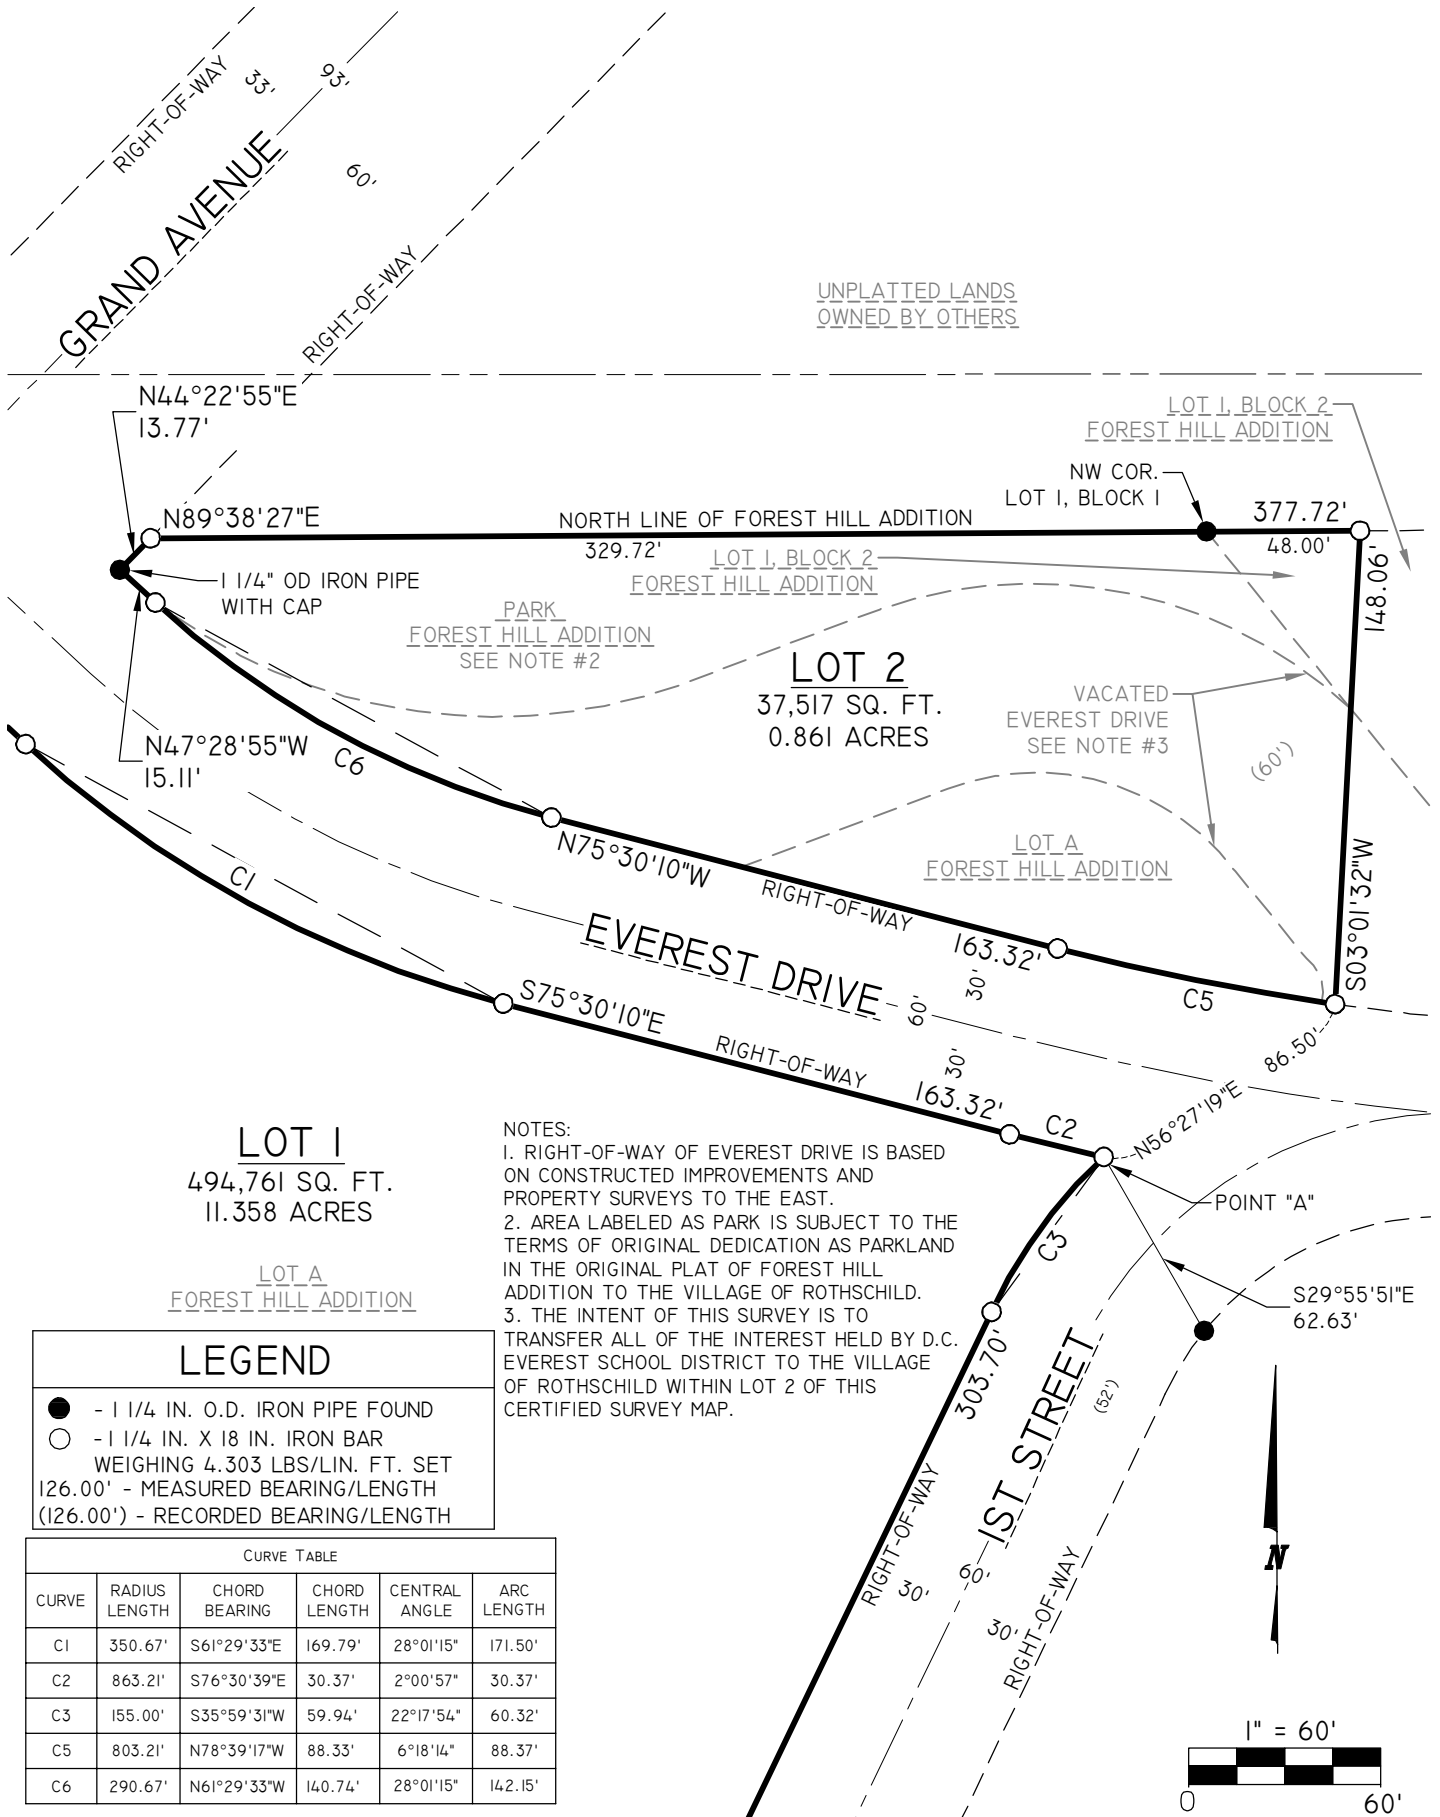 RIGHT-OF-WAY
33'
93'
60'
GRAND AVENUE
RIGHT-OF-WAY
UNPLATTED LANDS
OWNED BY OTHERS
N44°22'55"E
13.77'
LOT 1, BLOCK 2
FOREST HILL ADDITION
NW COR.
LOT 1, BLOCK 1
N89°38'27"E
NORTH LINE OF FOREST HILL ADDITION
377.72'
329.72'
48.00'
LOT 1, BLOCK 2
FOREST HILL ADDITION
148.06'
1 1/4" OD IRON PIPE
WITH CAP
PARK
FOREST HILL ADDITION
SEE NOTE #2
LOT 2
37,517 SQ. FT.
0.861 ACRES
VACATED
EVEREST DRIVE
SEE NOTE #3
(60')
N47°28'55"W
15.11'
C6
N75°30'10"W
RIGHT-OF-WAY
163.32'
LOT A
FOREST HILL ADDITION
S03°01'32"W
C1
EVEREST DRIVE
60'
30'
30'
C5
S75°30'10"E
RIGHT-OF-WAY
163.32'
C2
86.50'
N56°27'19"E
POINT "A"
LOT 1
494,761 SQ. FT.
11.358 ACRES
LOT A
FOREST HILL ADDITION
NOTES:
1. RIGHT-OF-WAY OF EVEREST DRIVE IS BASED
ON CONSTRUCTED IMPROVEMENTS AND
PROPERTY SURVEYS TO THE EAST.
2. AREA LABELED AS PARK IS SUBJECT TO THE
TERMS OF ORIGINAL DEDICATION AS PARKLAND
IN THE ORIGINAL PLAT OF FOREST HILL
ADDITION TO THE VILLAGE OF ROTHSCHILD.
3. THE INTENT OF THIS SURVEY IS TO
TRANSFER ALL OF THE INTEREST HELD BY D.C.
EVEREST SCHOOL DISTRICT TO THE VILLAGE
OF ROTHSCHILD WITHIN LOT 2 OF THIS
CERTIFIED SURVEY MAP.
C3
S29°55'51"E
62.63'
303.70'
1ST STREET
(52')
RIGHT-OF-WAY
30'
60'
30'
RIGHT-OF-WAY
LEGEND
- 1 1/4 IN. O.D. IRON PIPE FOUND
- 1 1/4 IN. X 18 IN. IRON BAR
WEIGHING 4.303 LBS/LIN. FT. SET
126.00' - MEASURED BEARING/LENGTH
(126.00') - RECORDED BEARING/LENGTH
CURVE TABLE
CURVE RADIUS LENGTH CHORD BEARING CHORD LENGTH CENTRAL ANGLE ARC LENGTH
C1 350.67' S61°29'33"E 169.79' 28°01'15" 171.50'
C2 863.21' S76°30'39"E 30.37' 2°00'57" 30.37'
C3 155.00' S35°59'31"W 59.94' 22°17'54" 60.32'
C5 803.21' N78°39'17"W 88.33' 6°18'14" 88.37'
C6 290.67' N61°29'33"W 140.74' 28°01'15" 142.15'
N
1" = 60'
0 60'